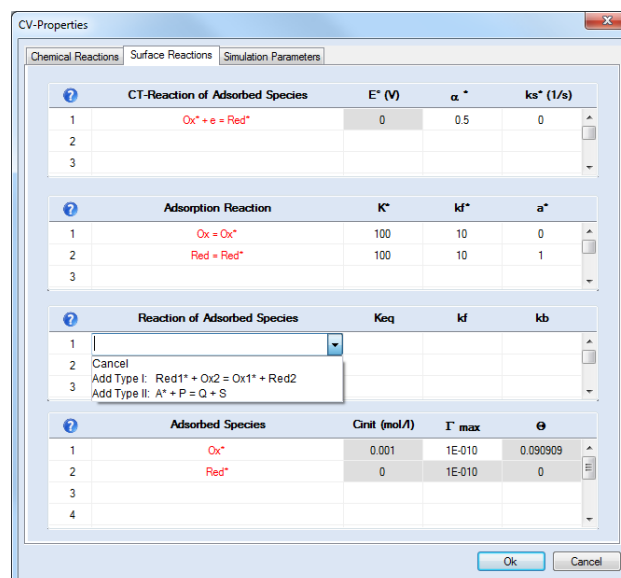 CV-Properties
Chemical Reactions Surface Reactions Simulation Parameters
? CT-Reaction of Adsorbed Species E° (V) α * ks* (1/s)
1 Ox* + e = Red* 0 0.5 0
2
3
? Adsorption Reaction K* kf* a*
1 Ox = Ox* 100 10 0
2 Red = Red* 100 10 1
3
? Reaction of Adsorbed Species Keq kf kb
1
2 Cancel
Add Type I: Red1* + Ox2 = Ox1* + Red2
3 Add Type II: A* + P = Q + S
? Adsorbed Species Cinit (mol/l) Γ max Θ
1 Ox* 0.001 1E-010 0.090909
2 Red* 0 1E-010 0
3
4
Ok Cancel